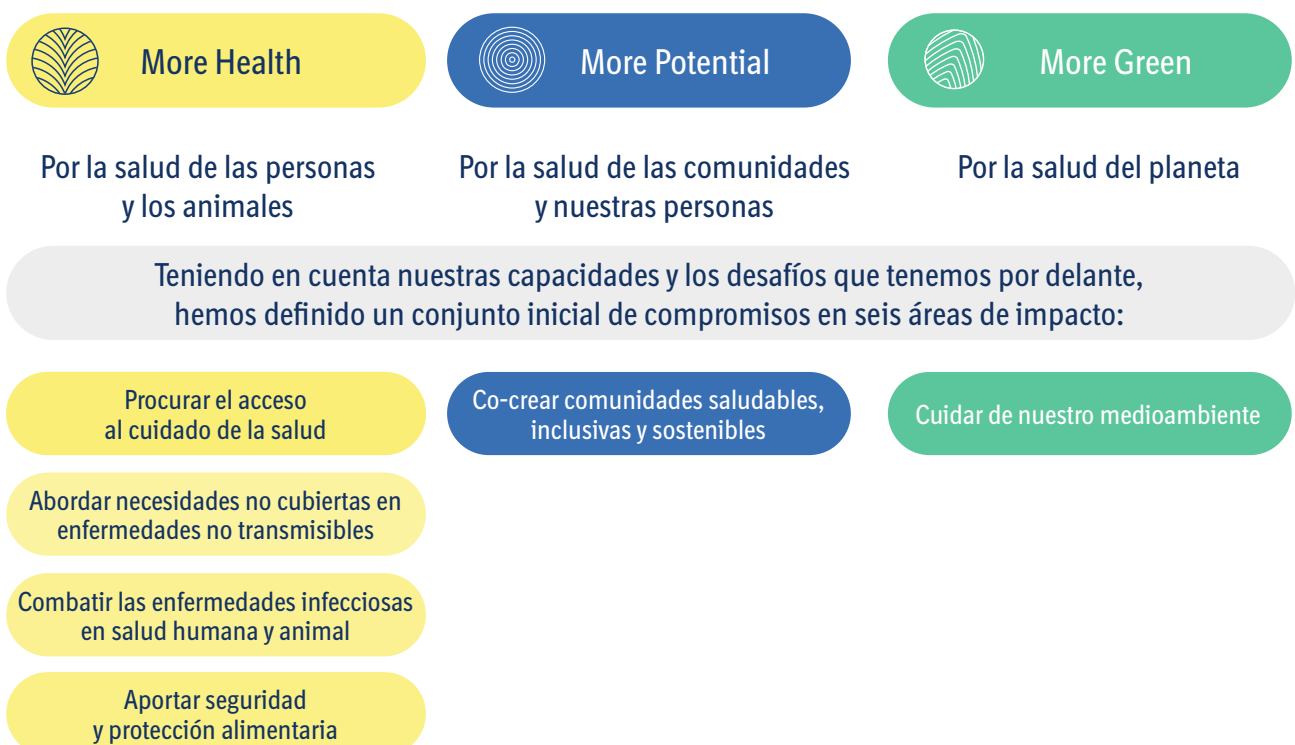 More Health
More Potential
More Green
Por la salud de las personas
y los animales
Por la salud de las comunidades
y nuestras personas
Por la salud del planeta
Teniendo en cuenta nuestras capacidades y los desafíos que tenemos por delante,
hemos definido un conjunto inicial de compromisos en seis áreas de impacto:
Procurar el acceso
al cuidado de la salud
Co-crear comunidades saludables,
inclusivas y sostenibles
Cuidar de nuestro medioambiente
Abordar necesidades no cubiertas en
enfermedades no transmisibles
Combatir las enfermedades infecciosas
en salud humana y animal
Aportar seguridad
y protección alimentaria